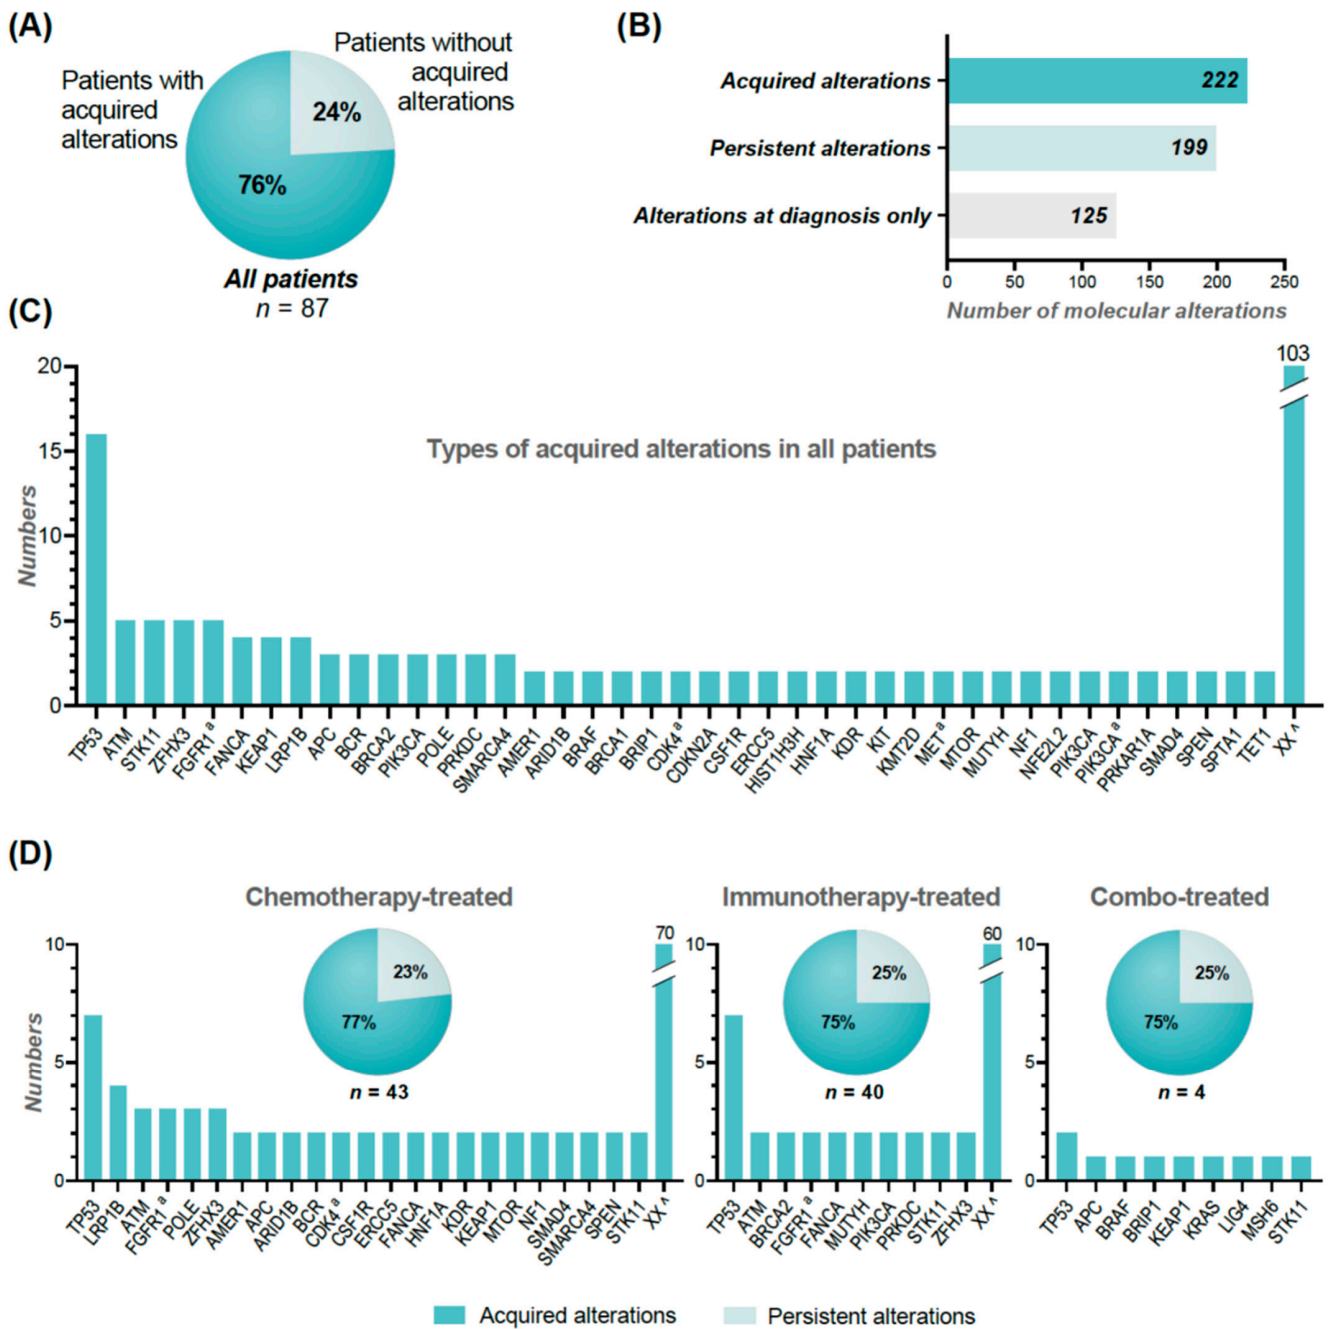 (A)
Patients with
acquired
alterations
Patients without
acquired
alterations
24%
76%
All patients
n = 87
(B)
Acquired alterations
222
Persistent alterations
199
Alterations at diagnosis only
125
0 50 100 150 200 250
Number of molecular alterations
(C)
Types of acquired alterations in all patients
Numbers
20
15
10
5
0
103
TP53
ATM
STK11
ZFHX3
FGFR1 a
FANCA
KEAP1
LRP1B
APC
BCR
BRCA2
PIK3CA
POLE
PRKDC
SMARCA4
AMER1
ARID1B
BRAF
BRCA1
BRIP1
CDK4 a
CDKN2A
CSF1R
ERCC5
HIST1H3H
HNF1A
KDR
KIT
KMT2D
MET a
MTOR
MUTYH
NF1
NFE2L2
PIK3CA
PIK3CA a
PRKAR1A
SMAD4
SPEN
SPTA1
TET1
XX ^
(D)
Chemotherapy-treated
Numbers
10
5
0
23%
77%
n = 43
70
TP53
LRP1B
ATM
FGFR1 a
POLE
ZFHX3
AMER1
APC
ARID1B
BCR
CDK4 a
CSF1R
ERCC5
FANCA
HNF1A
KDR
KEAP1
MTOR
NF1
SMAD4
SMARCA4
SPEN
STK11
XX ^
Immunotherapy-treated
10
5
0
25%
75%
n = 40
60
TP53
ATM
BRCA2
FGFR1 a
FANCA
MUTYH
PIK3CA
PRKDC
STK11
ZFHX3
XX ^
Combo-treated
10
5
0
25%
75%
n = 4
TP53
APC
BRAF
BRIP1
KEAP1
KRAS
LIG4
MSH6
STK11
Acquired alterations
Persistent alterations